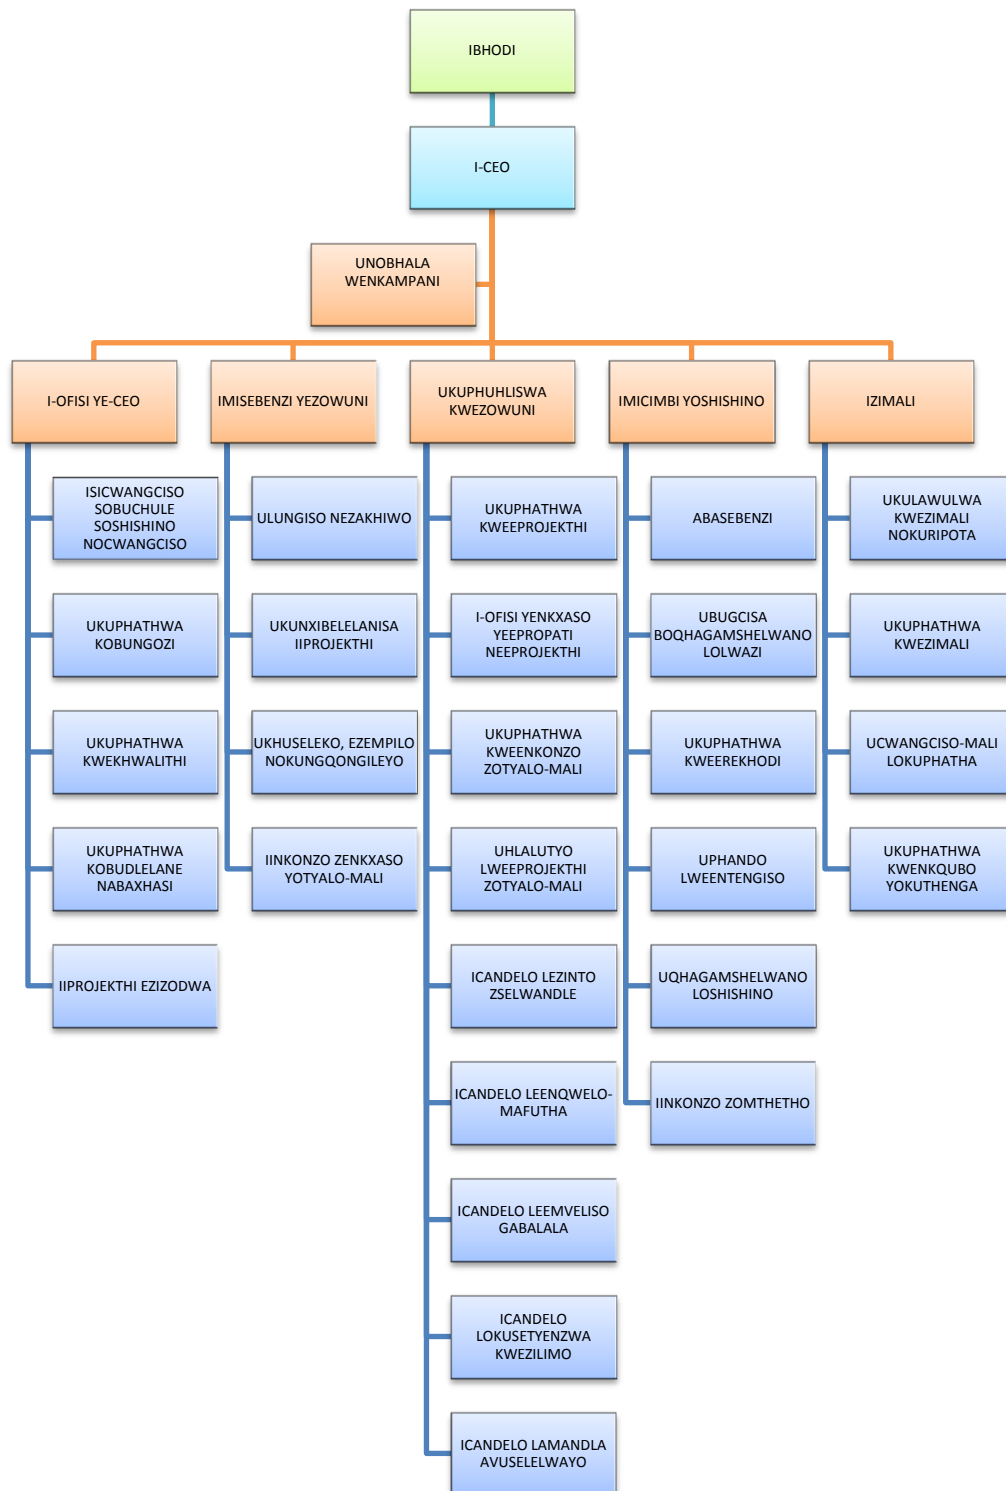 IBHODI
I-CEO
UNOBHALA
WENKAMPANI
I-OFISI YE-CEO
ISICWANGCISO
SOBUCHULE
SOSHISHINO
NOCWANGCISO
UKUPHATHWA
KOBUNGOZI
UKUPHATHWA
KWEKHWALITHI
UKUPHATHWA
KOBUDLELANE
NABAXHASI
IIPROJEKTHI EZIZODWA
IMISEBENZI YEZOWUNI
ULUNGISO NEZAKHIWO
UKUNXIBELELANISA
IIPROJEKTHI
UKHUSELEKO, EZEMPILO
NOKUNGQONGILEYO
IINKONZO ZENKXASO
YOTYALO-MALI
UKUPHUHLISWA
KWEZOWUNI
UKUPHATHWA
KWEEPROJEKTHI
I-OFISI YENKXASO
YEEPROPATI
NEEPROJEKTHI
UKUPHATHWA
KWEENKONZO
ZOTYALO-MALI
UHLALUTYO
LWEEPROJEKTHI
ZOTYALO-MALI
ICANDELO LEZINTO
ZSELWANDLE
ICANDELO LEENQWELO-
MAFUTHA
ICANDELO LEEMVELISO
GABALALA
ICANDELO
LOKUSETYENZWA
KWEZILIMO
ICANDELO LAMANDLA
AVUSELELWAYO
IMICIMBI YOSHISHINO
ABASEBENZI
UBUGCISA
BOQHAGAMSHELWANO
LOLWAZI
UKUPHATHWA
KWEEREKHODI
UPHANDO
LWEENTENGISO
UQHAGAMSHELWANO
LOSHISHINO
IINKONZO ZOMTHETHO
IZIMALI
UKULAWULWA
KWEZIMALI
NOKURIPOTA
UKUPHATHWA
KWEZIMALI
UCWANGCISO-MALI
LOKUPHATHA
UKUPHATHWA
KWENKQUBO
YOKUTHENGA